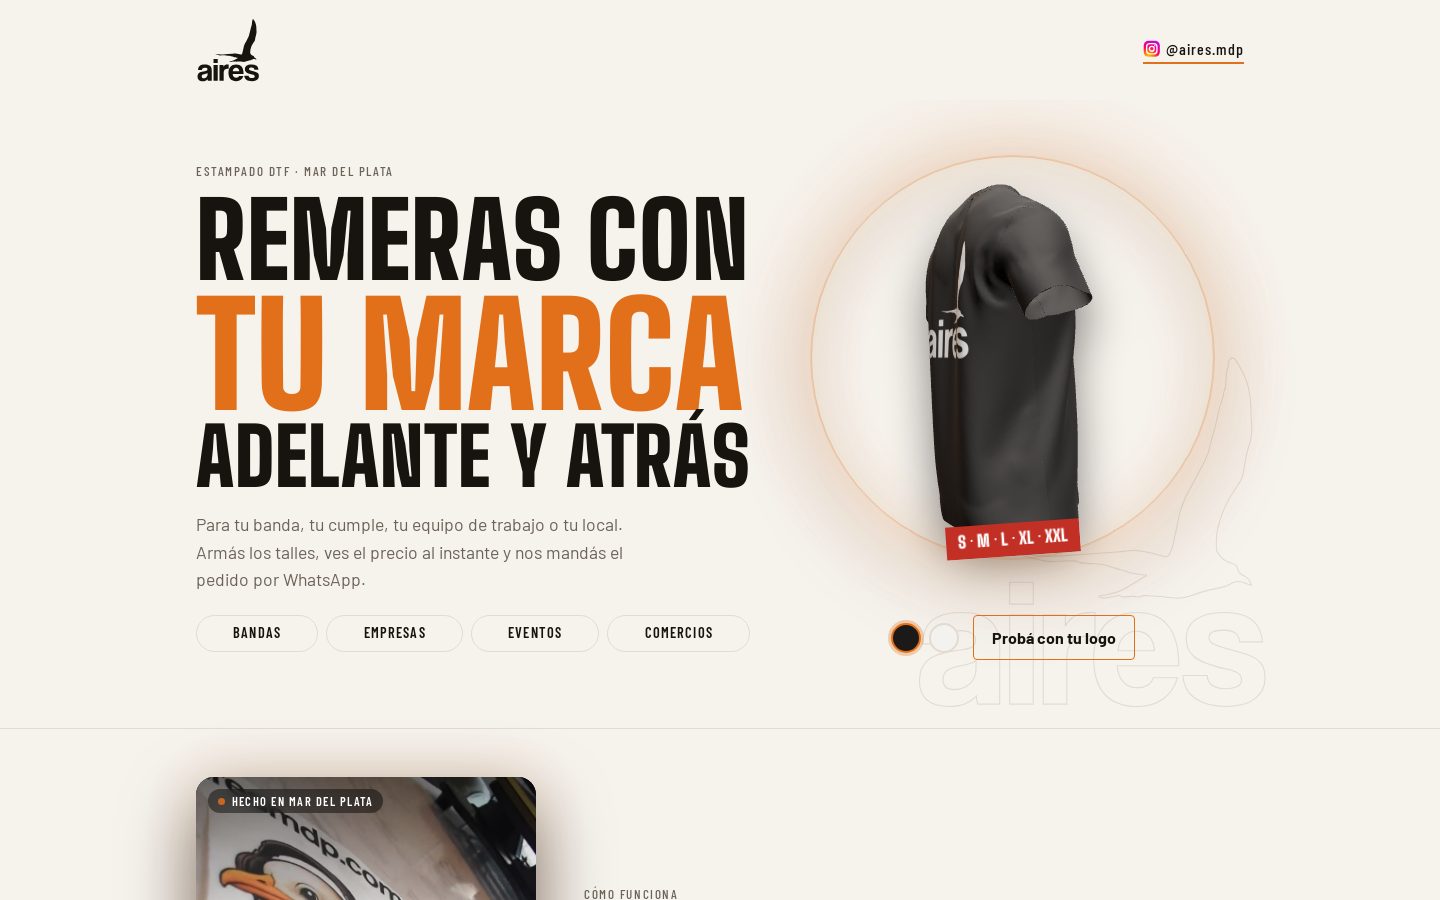 aires
@aires.mdp
ESTAMPADO DTF · MAR DEL PLATA
REMERAS CON
TU MARCA
ADELANTE Y ATRÁS
Para tu banda, tu cumple, tu equipo de trabajo o tu local.
Armás los talles, ves el precio al instante y nos mandás el
pedido por WhatsApp.
BANDAS
EMPRESAS
EVENTOS
COMERCIOS
aires
S · M · L · XL · XXL
Probá con tu logo
aires
HECHO EN MAR DEL PLATA
mdp.com
CÓMO FUNCIONA